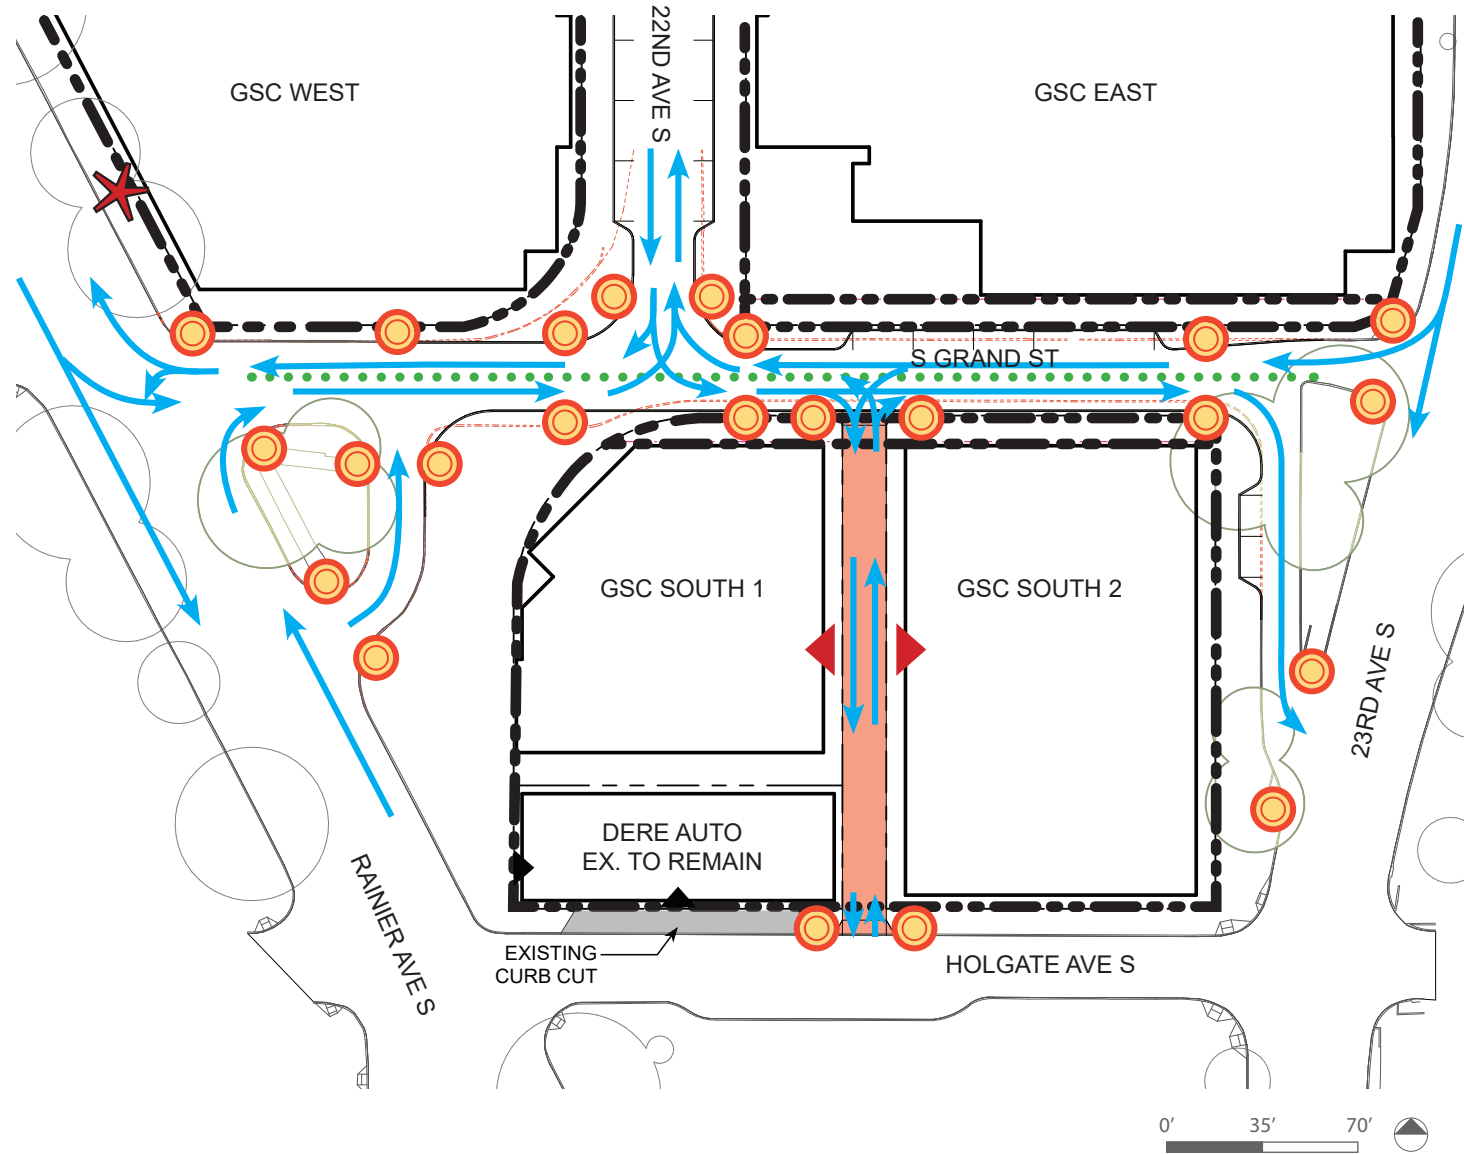 22ND AVE S
GSC WEST
GSC EAST
S GRAND ST
GSC SOUTH 1
GSC SOUTH 2
23RD AVE S
DERE AUTO
EX. TO REMAIN
RAINIER AVE S
EXISTING
CURB CUT
HOLGATE AVE S
0' 35' 70'